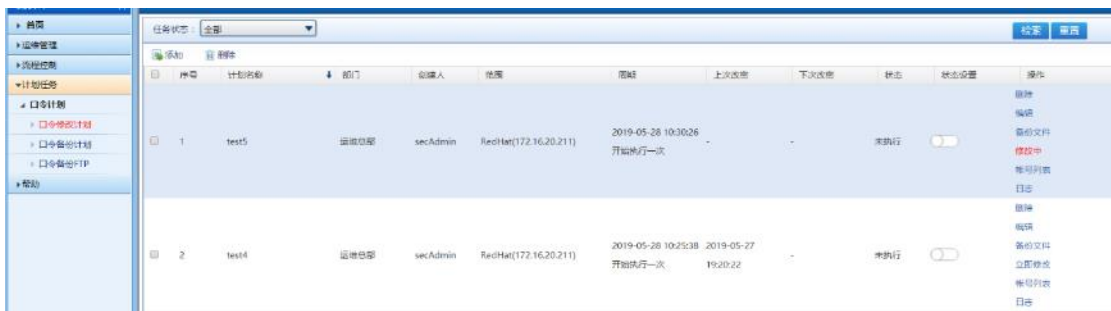 首页
运维管理
流程控制
计划任务
口令计划
口令修改计划
口令备份计划
口令备份FTP
帮助
任务状态： 全部
检索 重置
添加 删除
序号 计划名称 部门 创建人 范围 周期 上次改密 下次改密 状态 状态设置 操作
1 test5 运维总部 secAdmin RedHat(172.16.20.211) 2019-05-28 10:30:26 开始执行一次 - - 未执行
删除
编辑
备份文件
修改中
帐号列表
日志
2 test4 运维总部 secAdmin RedHat(172.16.20.211) 2019-05-28 10:25:38 开始执行一次 2019-05-27 19:20:22 - 未执行
删除
编辑
备份文件
立即修改
帐号列表
日志